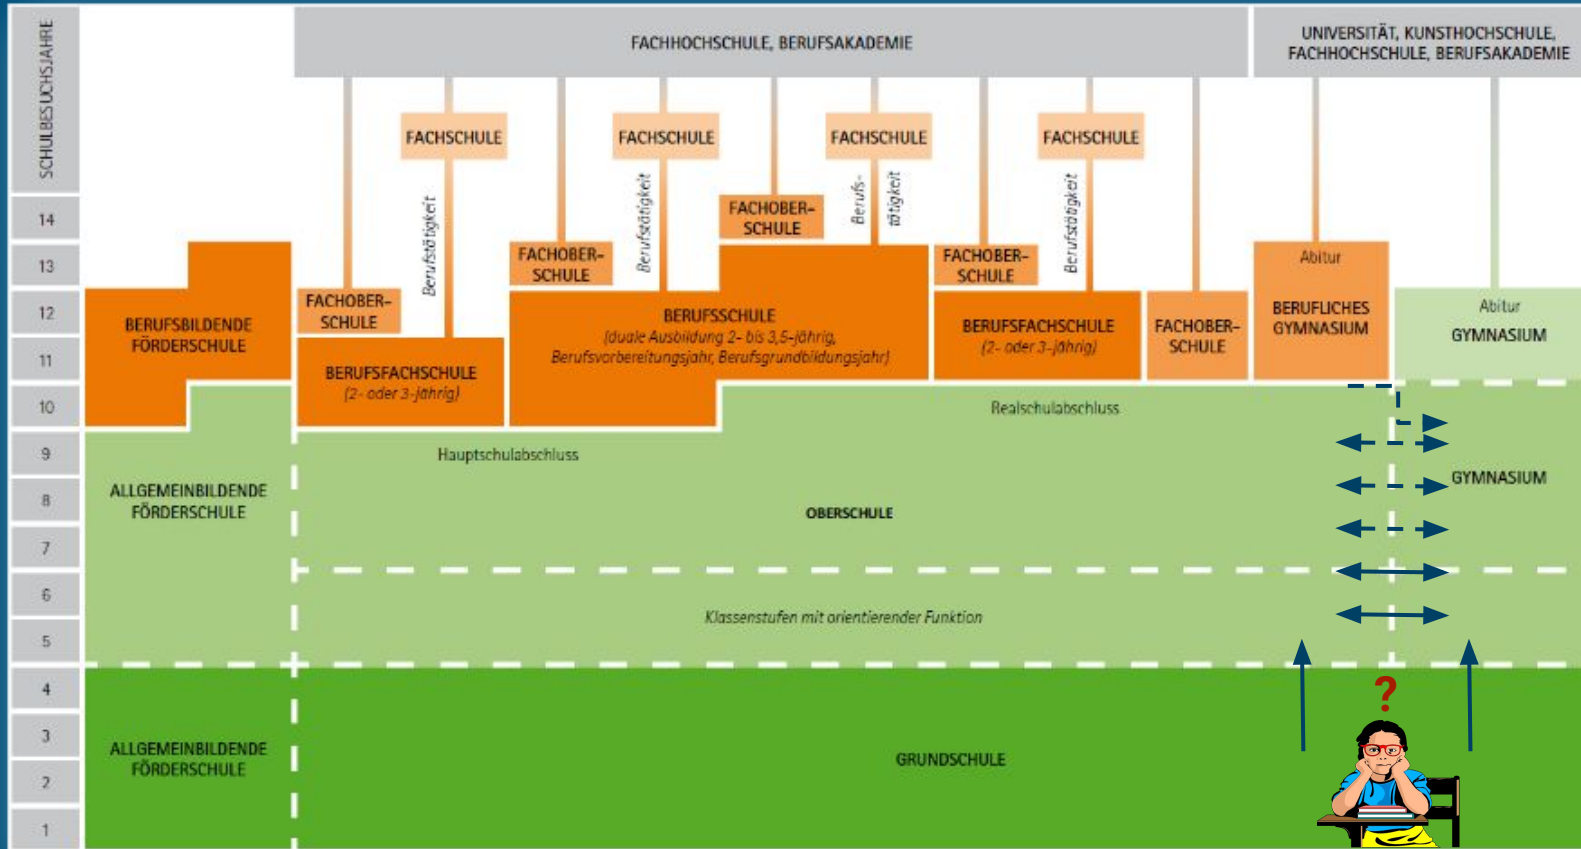 SCHULBESUCHSJAHRE
FACHHOCHSCHULE, BERUFSAKADEMIE
UNIVERSITÄT, KUNSTHOCHSCHULE,
FACHHOCHSCHULE, BERUFSAKADEMIE
FACHSCHULE
FACHSCHULE
FACHSCHULE
FACHSCHULE
Berufstätigkeit
Berufstätigkeit
Berufs-
tätigkeit
Berufstätigkeit
14
13
12
11
10
9
8
7
6
5
4
3
2
1
FACHOBER-
SCHULE
FACHOBER-
SCHULE
FACHOBER-
SCHULE
FACHOBER-
SCHULE
FACHOBER-
SCHULE
BERUFSBILDENDE
FÖRDERSCHULE
BERUFSFACHSCHULE
(2- oder 3-jährig)
BERUFSSCHULE
(duale Ausbildung 2- bis 3,5-jährig,
Berufsvorbereitungsjahr, Berufsgrundbildungsjahr)
BERUFSFACHSCHULE
(2- oder 3-jährig)
Abitur
BERUFLICHES
GYMNASIUM
Abitur
GYMNASIUM
Realschulabschluss
Hauptschulabschluss
ALLGEMEINBILDENDE
FÖRDERSCHULE
OBERSCHULE
GYMNASIUM
Klassenstufen mit orientierender Funktion
?
ALLGEMEINBILDENDE
FÖRDERSCHULE
GRUNDSCHULE